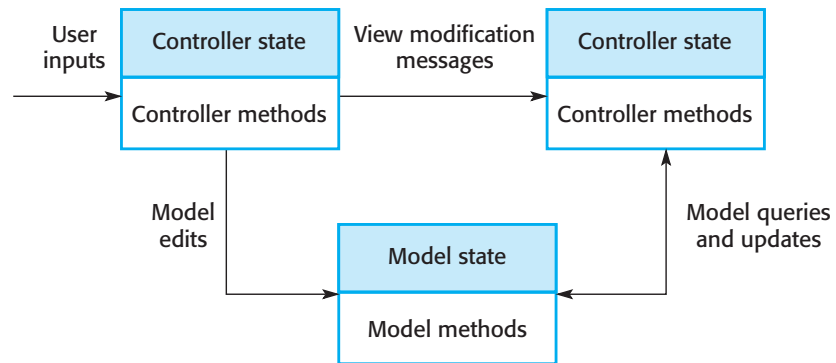 User
inputs
Controller state
Controller methods
View modification
messages
Controller state
Controller methods
Model
edits
Model state
Model methods
Model queries
and updates